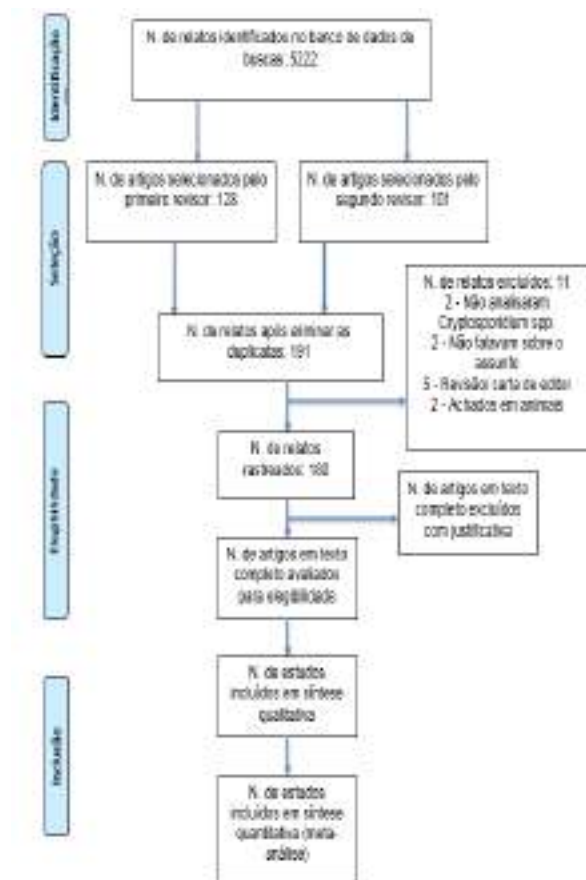 Identificação
N. de relatos identificados no banco de dados de
buscas: 5222
Seleção
N. de artigos selecionados pelo
primeiro revisor: 128
N. de artigos selecionados pelo
segundo revisor: 101
N. de relatos após eliminar as
duplicatas: 191
N. de relatos excluídos: 11
2 - Não analisaram
Cryptosporidium spp.
2 - Não falavam sobre o
assunto
5 - Revisão/ carta de editor
2 - Achados em animais
Elegibilidade
N. de relatos
rastreados: 180
N. de artigos em texto
completo excluídos
com justificativa
N. de artigos em texto
completo avaliados
para elegibilidade
Inclusão
N. de estudos
incluídos em síntese
qualitativa
N. de estudos
incluídos em síntese
quantitativa (meta-
análise)